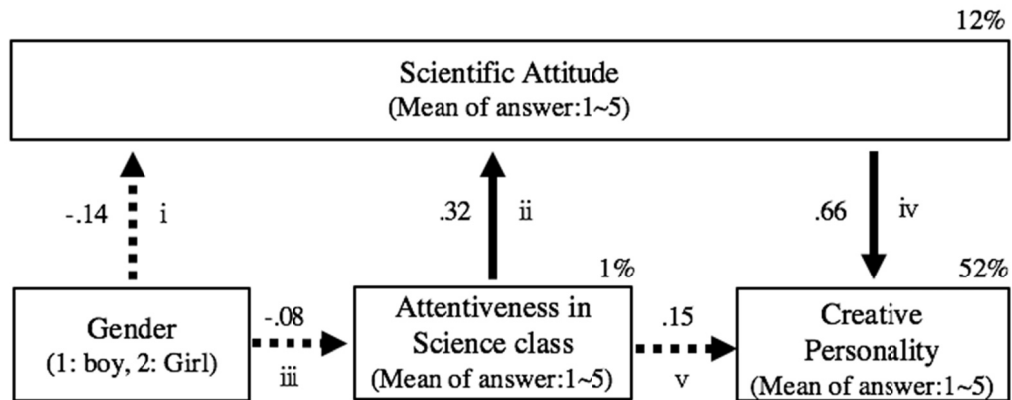 12%
Scientific Attitude
(Mean of answer:1~5)
-.14
i
.32
ii
.66
iv
1%
52%
Gender
(1: boy, 2: Girl)
-.08
iii
Attentiveness in
Science class
(Mean of answer:1~5)
.15
v
Creative
Personality
(Mean of answer:1~5)